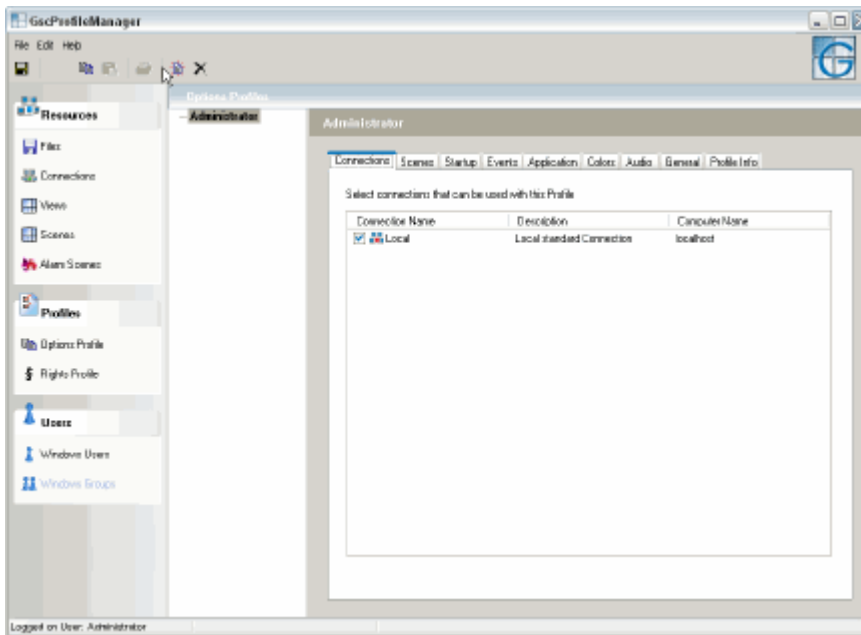 GscProfileManager
File Edit Help
Options Profiles
Resources
Files
Connections
Views
Scenes
Alarm Scenes
Profiles
Options Profile
Rights Profile
Users
Windows Users
Windows Groups
Administrator
Administrator
Connections Scenes Startup Events Application Colors Audio General Profile Info
Select connections that can be used with this Profile
Connection Name Description Computer Name
Local Local standard Connection localhost
Logged on User: Administrator